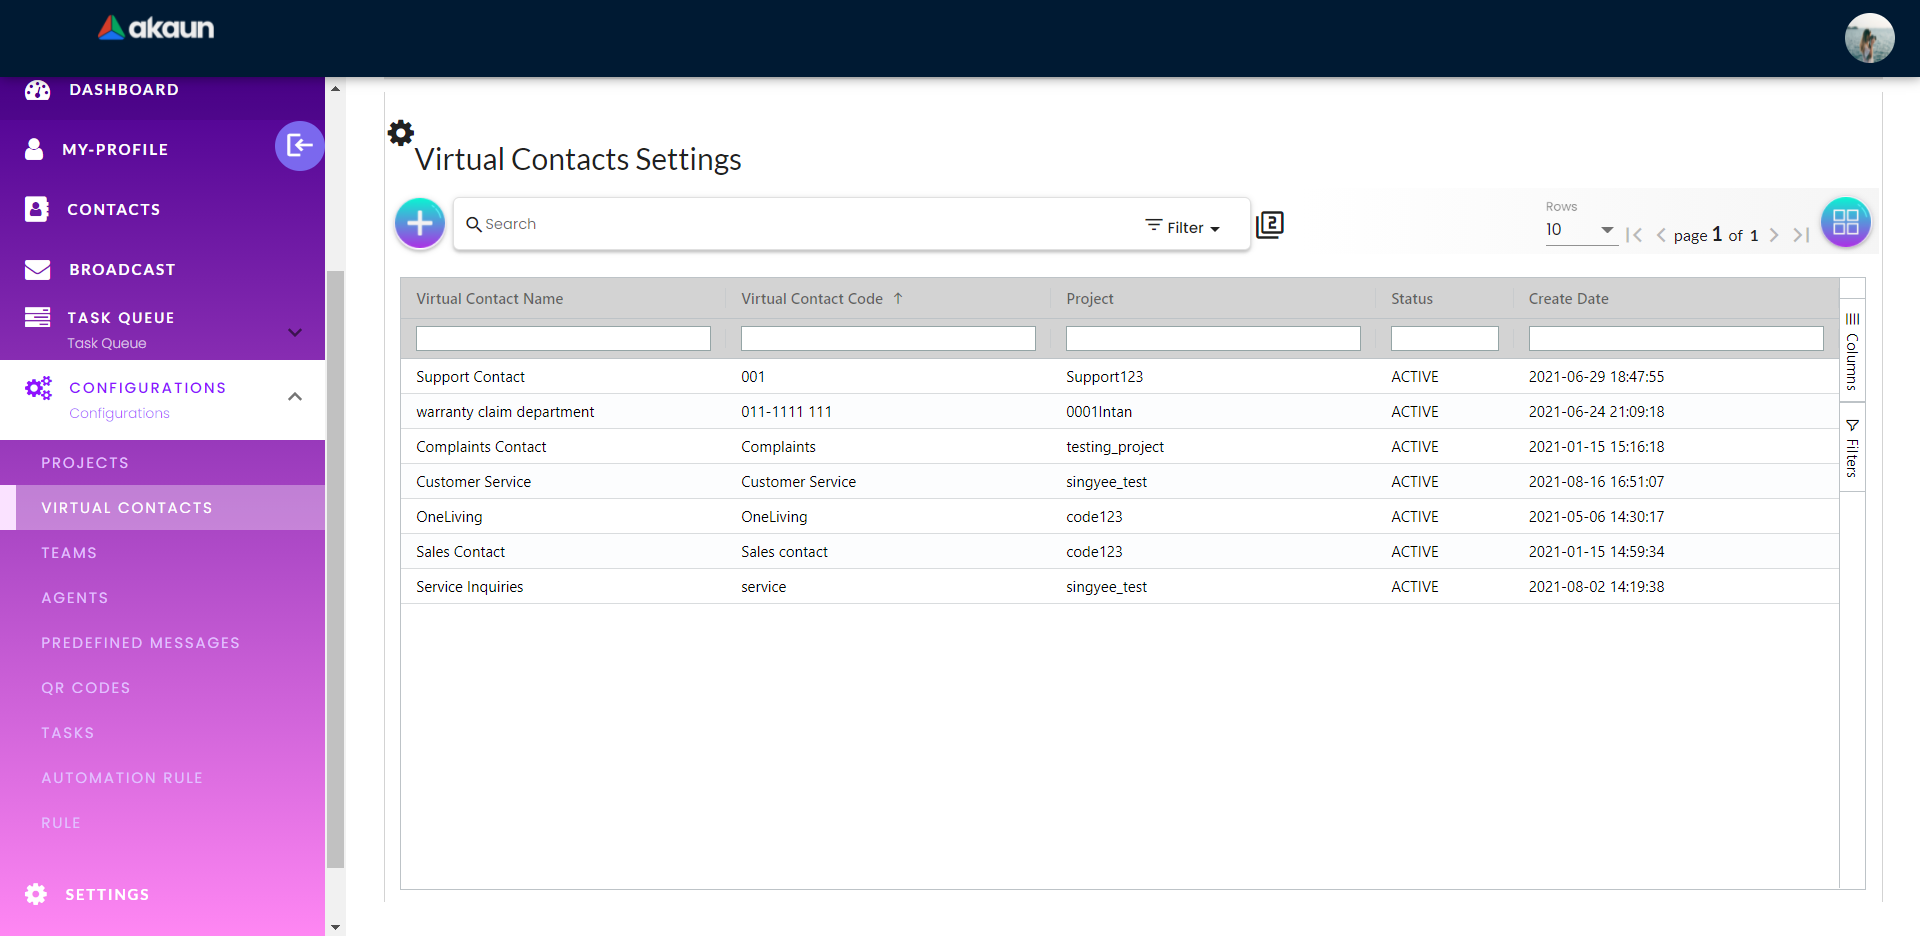 akaun
DASHBOARD
MY-PROFILE
CONTACTS
BROADCAST
TASK QUEUE
Task Queue
CONFIGURATIONS
Configurations
PROJECTS
VIRTUAL CONTACTS
TEAMS
AGENTS
PREDEFINED MESSAGES
QR CODES
TASKS
AUTOMATION RULE
RULE
SETTINGS
Virtual Contacts Settings
Search
Filter
2
Rows
10
page 1 of 1
Virtual Contact Name Virtual Contact Code Project Status Create Date
Support Contact 001 Support123 ACTIVE 2021-06-29 18:47:55
warranty claim department 011-1111 111 0001Intan ACTIVE 2021-06-24 21:09:18
Complaints Contact Complaints testing_project ACTIVE 2021-01-15 15:16:18
Customer Service Customer Service singyee_test ACTIVE 2021-08-16 16:51:07
OneLiving OneLiving code123 ACTIVE 2021-05-06 14:30:17
Sales Contact Sales contact code123 ACTIVE 2021-01-15 14:59:34
Service Inquiries service singyee_test ACTIVE 2021-08-02 14:19:38
Columns
Filters